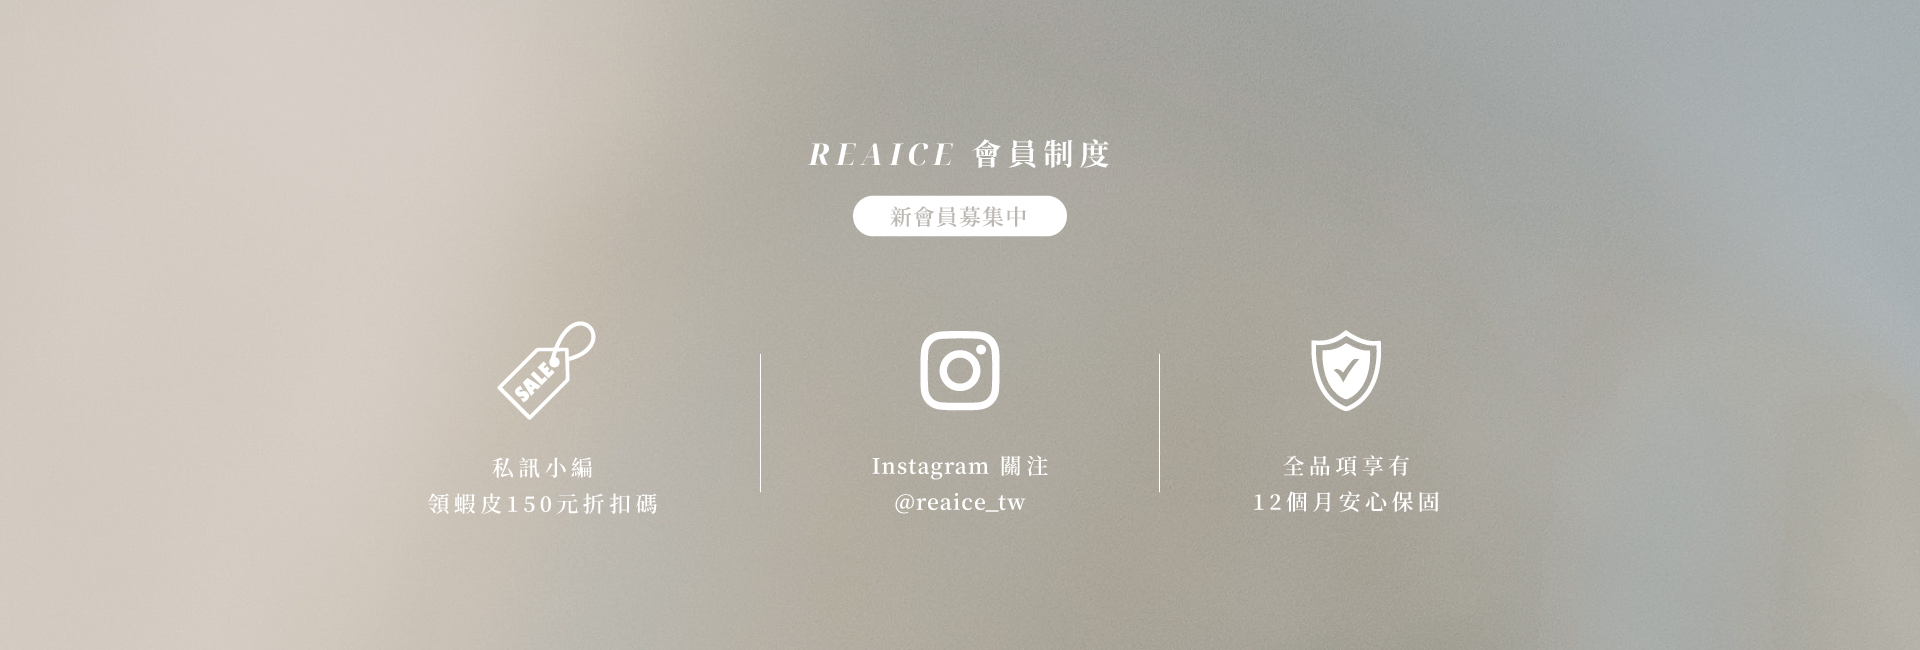 REAICE 會員制度
新會員募集中
SALE
私訊小編
領蝦皮150元折扣碼
Instagram 關注
@reaice_tw
全品項享有
12個月安心保固